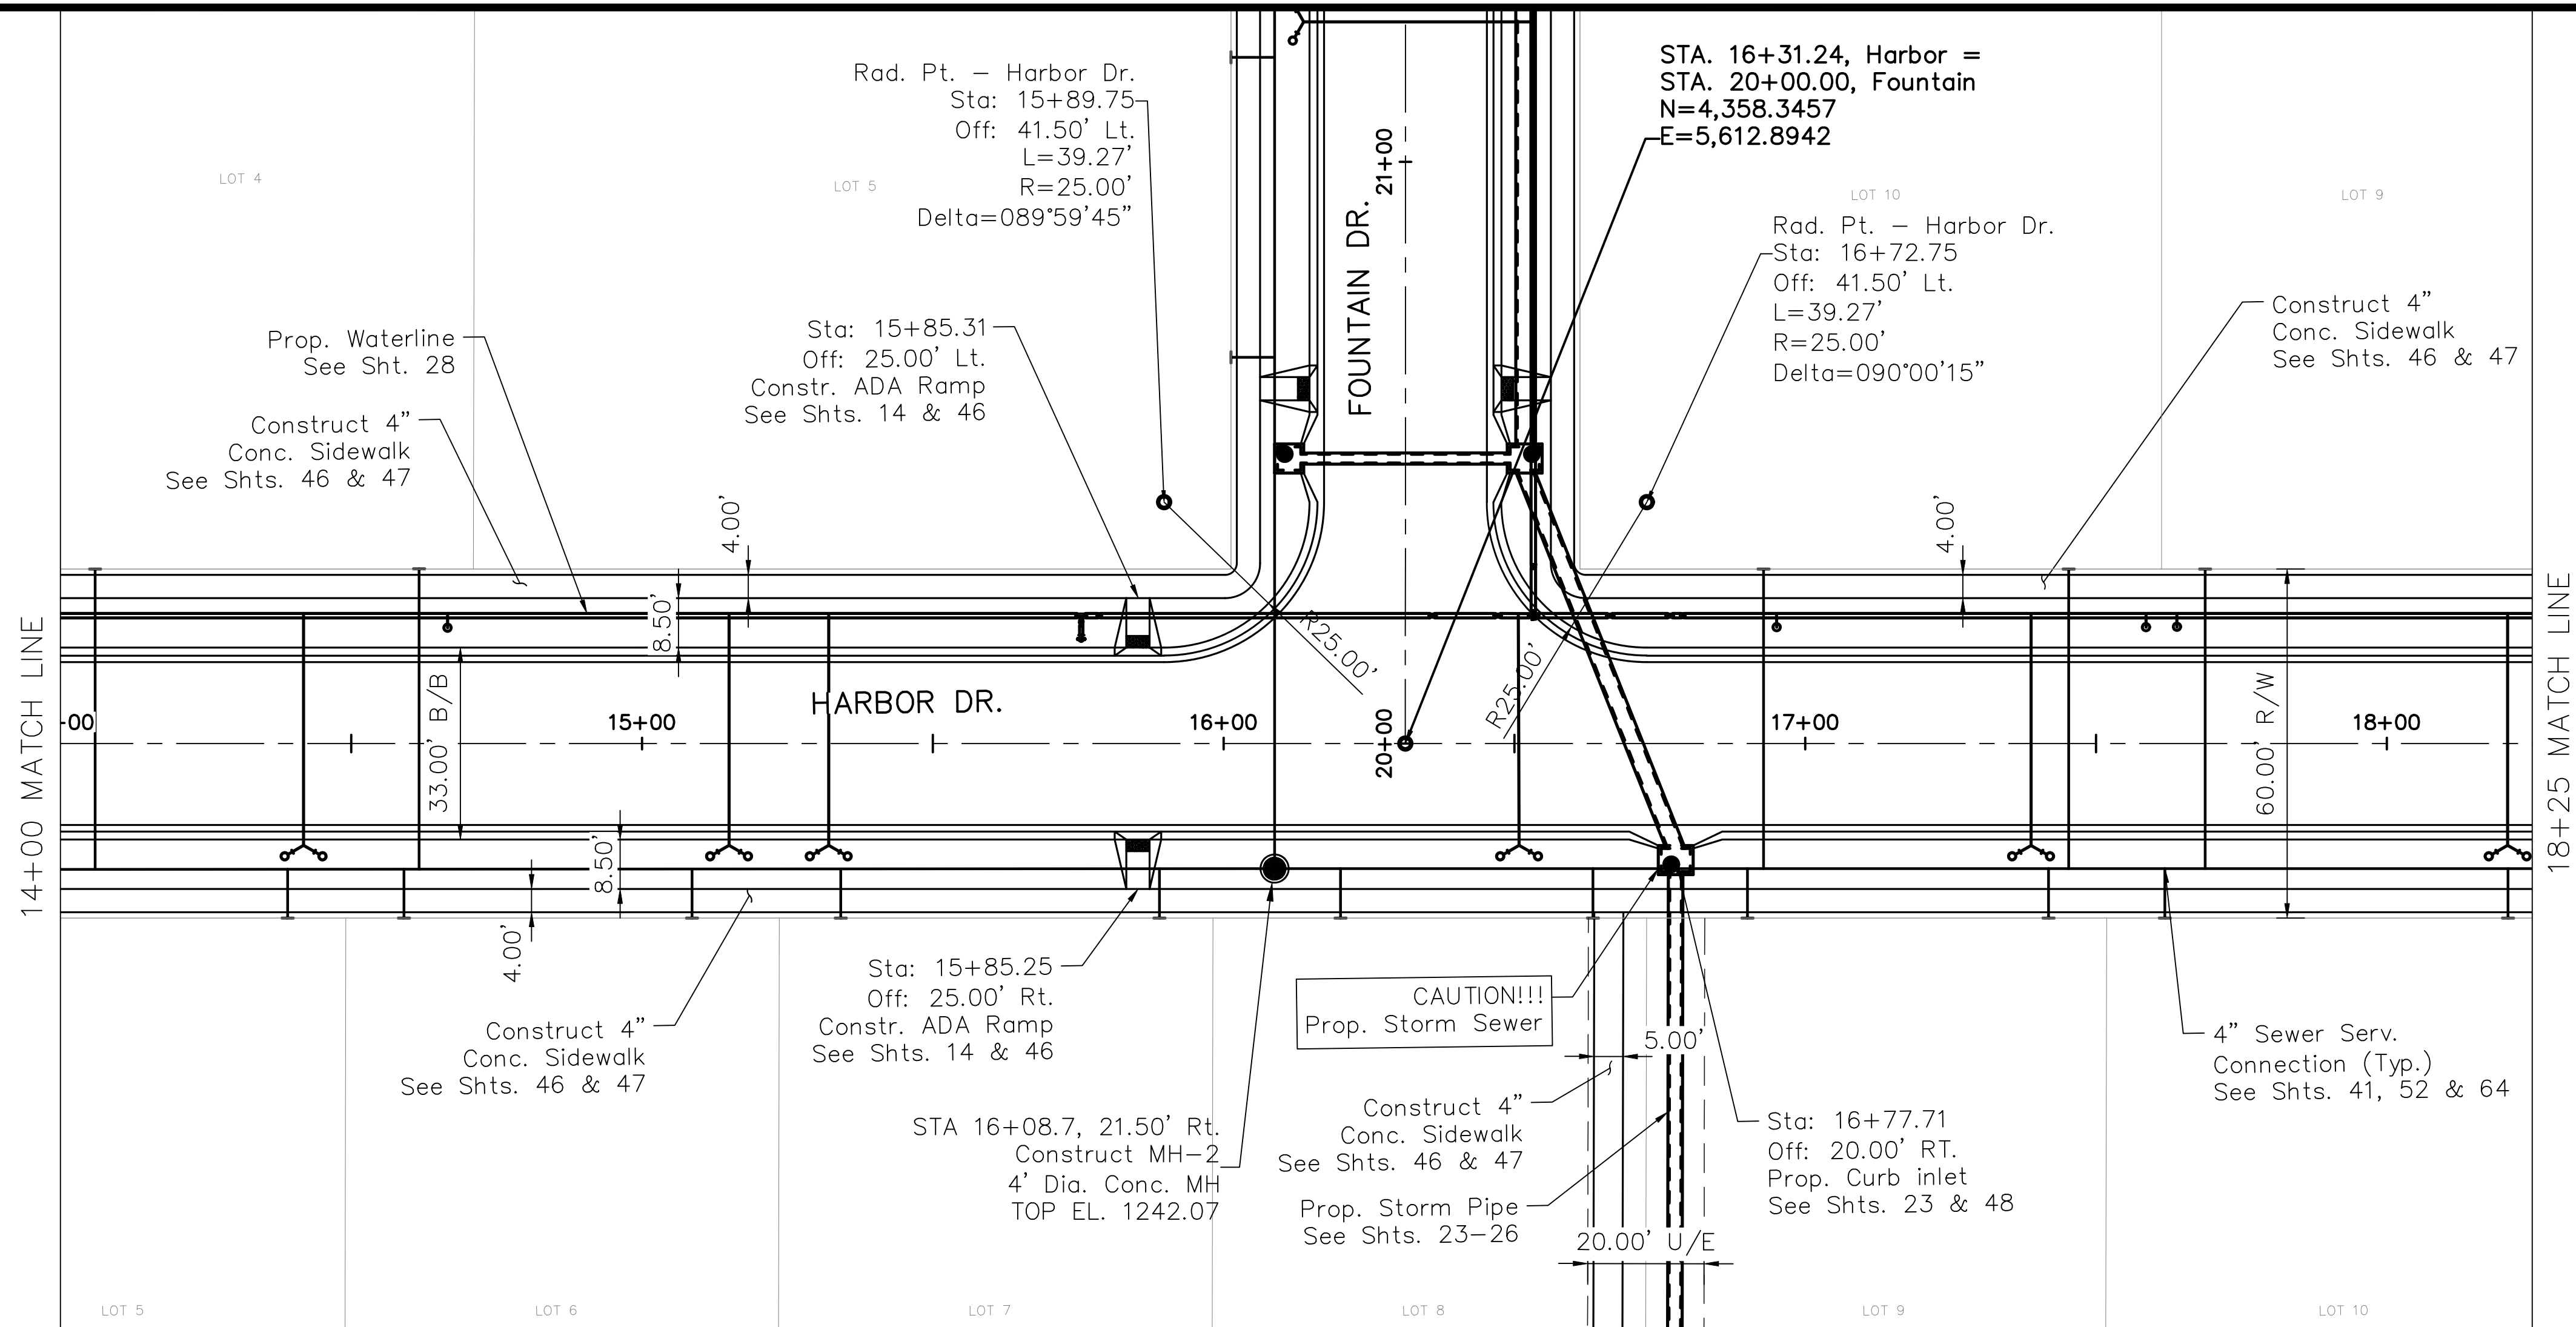 Rad. Pt. – Harbor Dr.
Sta: 15+89.75
Off: 41.50' Lt.
L=39.27'
R=25.00'
Delta=089°59'45"
STA. 16+31.24, Harbor =
STA. 20+00.00, Fountain
N=4,358.3457
E=5,612.8942
LOT 4
LOT 5
LOT 10
LOT 9
21+00
FOUNTAIN DR.
Rad. Pt. – Harbor Dr.
Sta: 16+72.75
Off: 41.50' Lt.
L=39.27'
R=25.00'
Delta=090°00'15"
Prop. Waterline
See Sht. 28
Construct 4"
Conc. Sidewalk
See Shts. 46 & 47
Sta: 15+85.31
Off: 25.00' Lt.
Constr. ADA Ramp
See Shts. 14 & 46
Construct 4"
Conc. Sidewalk
See Shts. 46 & 47
4.00'
4.00'
8.50'
R25.00'
R25.00'
14+00 MATCH LINE
18+25 MATCH LINE
33.00' B/B
HARBOR DR.
60.00' R/W
-00
15+00
16+00
20+00
17+00
18+00
8.50'
4.00'
Construct 4"
Conc. Sidewalk
See Shts. 46 & 47
Sta: 15+85.25
Off: 25.00' Rt.
Constr. ADA Ramp
See Shts. 14 & 46
CAUTION!!!
Prop. Storm Sewer
5.00'
4" Sewer Serv.
Connection (Typ.)
See Shts. 41, 52 & 64
STA 16+08.7, 21.50' Rt.
Construct MH-2
4' Dia. Conc. MH
TOP EL. 1242.07
Construct 4"
Conc. Sidewalk
See Shts. 46 & 47
Prop. Storm Pipe
See Shts. 23-26
Sta: 16+77.71
Off: 20.00' RT.
Prop. Curb inlet
See Shts. 23 & 48
20.00' U/E
LOT 5
LOT 6
LOT 7
LOT 8
LOT 9
LOT 10